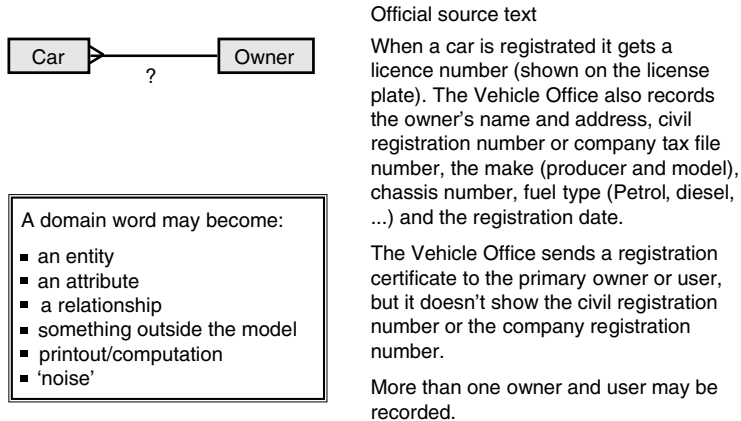 Car
Owner
?
A domain word may become:
▪ an entity
▪ an attribute
▪ a relationship
▪ something outside the model
▪ printout/computation
▪ ‘noise’
Official source text
When a car is registered it gets a
licence number (shown on the license
plate). The Vehicle Office also records
the owner’s name and address, civil
registration number or company tax file
number, the make (producer and model),
chassis number, fuel type (Petrol, diesel,
...) and the registration date.
The Vehicle Office sends a registration
certificate to the primary owner or user,
but it doesn’t show the civil registration
number or the company registration
number.
More than one owner and user may be
recorded.